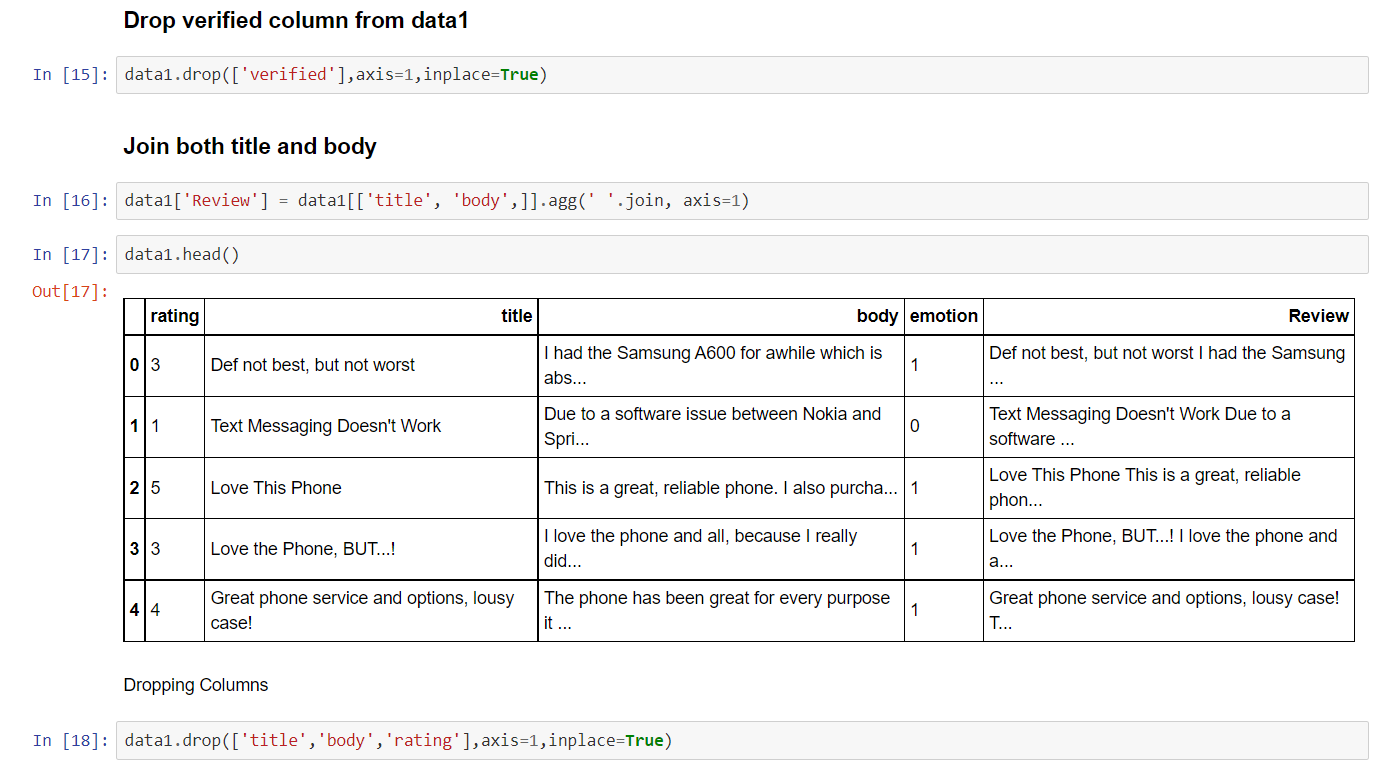 Drop verified column from data1
In [15]: data1.drop(['verified'],axis=1,inplace=True)
Join both title and body
In [16]: data1['Review'] = data1[['title', 'body',]].agg(' '.join, axis=1)
In [17]: data1.head()
Out[17]:
rating title body emotion Review
0 3 Def not best, but not worst I had the Samsung A600 for awhile which is abs... 1 Def not best, but not worst I had the Samsung ...
1 1 Text Messaging Doesn't Work Due to a software issue between Nokia and Spri... 0 Text Messaging Doesn't Work Due to a software ...
2 5 Love This Phone This is a great, reliable phone. I also purcha... 1 Love This Phone This is a great, reliable phon...
3 3 Love the Phone, BUT...! I love the phone and all, because I really did... 1 Love the Phone, BUT...! I love the phone and a...
4 4 Great phone service and options, lousy case! The phone has been great for every purpose it ... 1 Great phone service and options, lousy case! T...
Dropping Columns
In [18]: data1.drop(['title','body','rating'],axis=1,inplace=True)